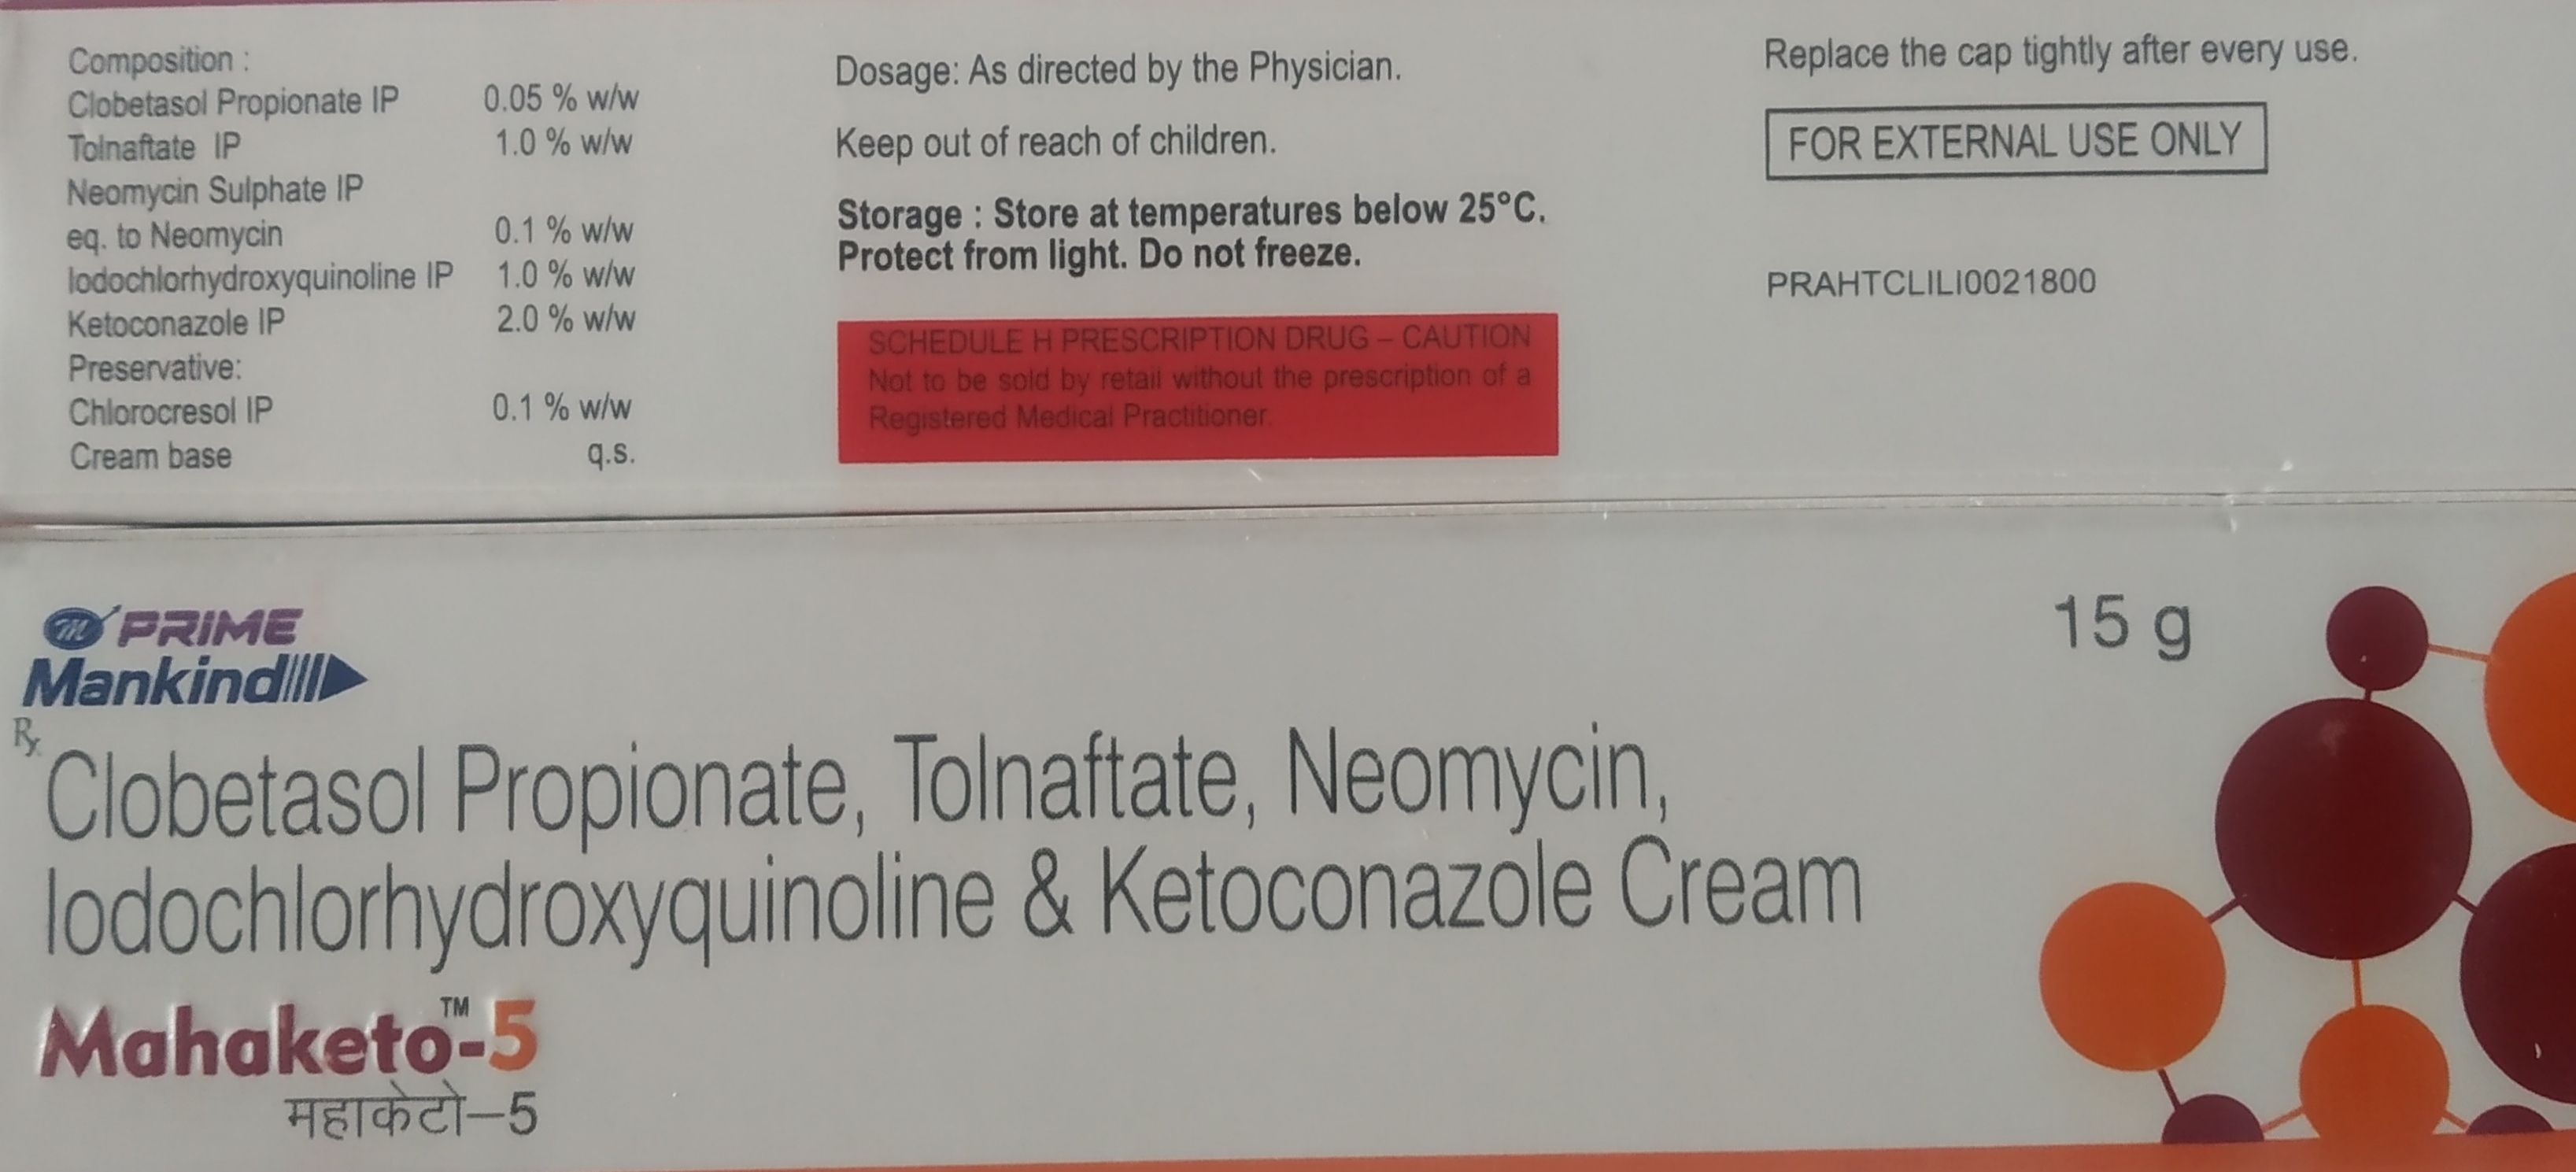 Composition :
Clobetasol Propionate IP 0.05 % w/w
Tolnaftate IP 1.0 % w/w
Neomycin Sulphate IP
eq. to Neomycin 0.1 % w/w
Iodochlorhydroxyquinoline IP 1.0 % w/w
Ketoconazole IP 2.0 % w/w
Preservative:
Chlorocresol IP 0.1 % w/w
Cream base q.s.
Dosage: As directed by the Physician.
Keep out of reach of children.
Storage : Store at temperatures below 25°C.
Protect from light. Do not freeze.
SCHEDULE H PRESCRIPTION DRUG – CAUTION
Not to be sold by retail without the prescription of a
Registered Medical Practitioner.
Replace the cap tightly after every use.
FOR EXTERNAL USE ONLY
PRAHTCLILI0021800
m PRIME
Mankind
15 g
Rx
Clobetasol Propionate, Tolnaftate, Neomycin,
Iodochlorhydroxyquinoline & Ketoconazole Cream
Mahaketo™-5
महाकेटो–5